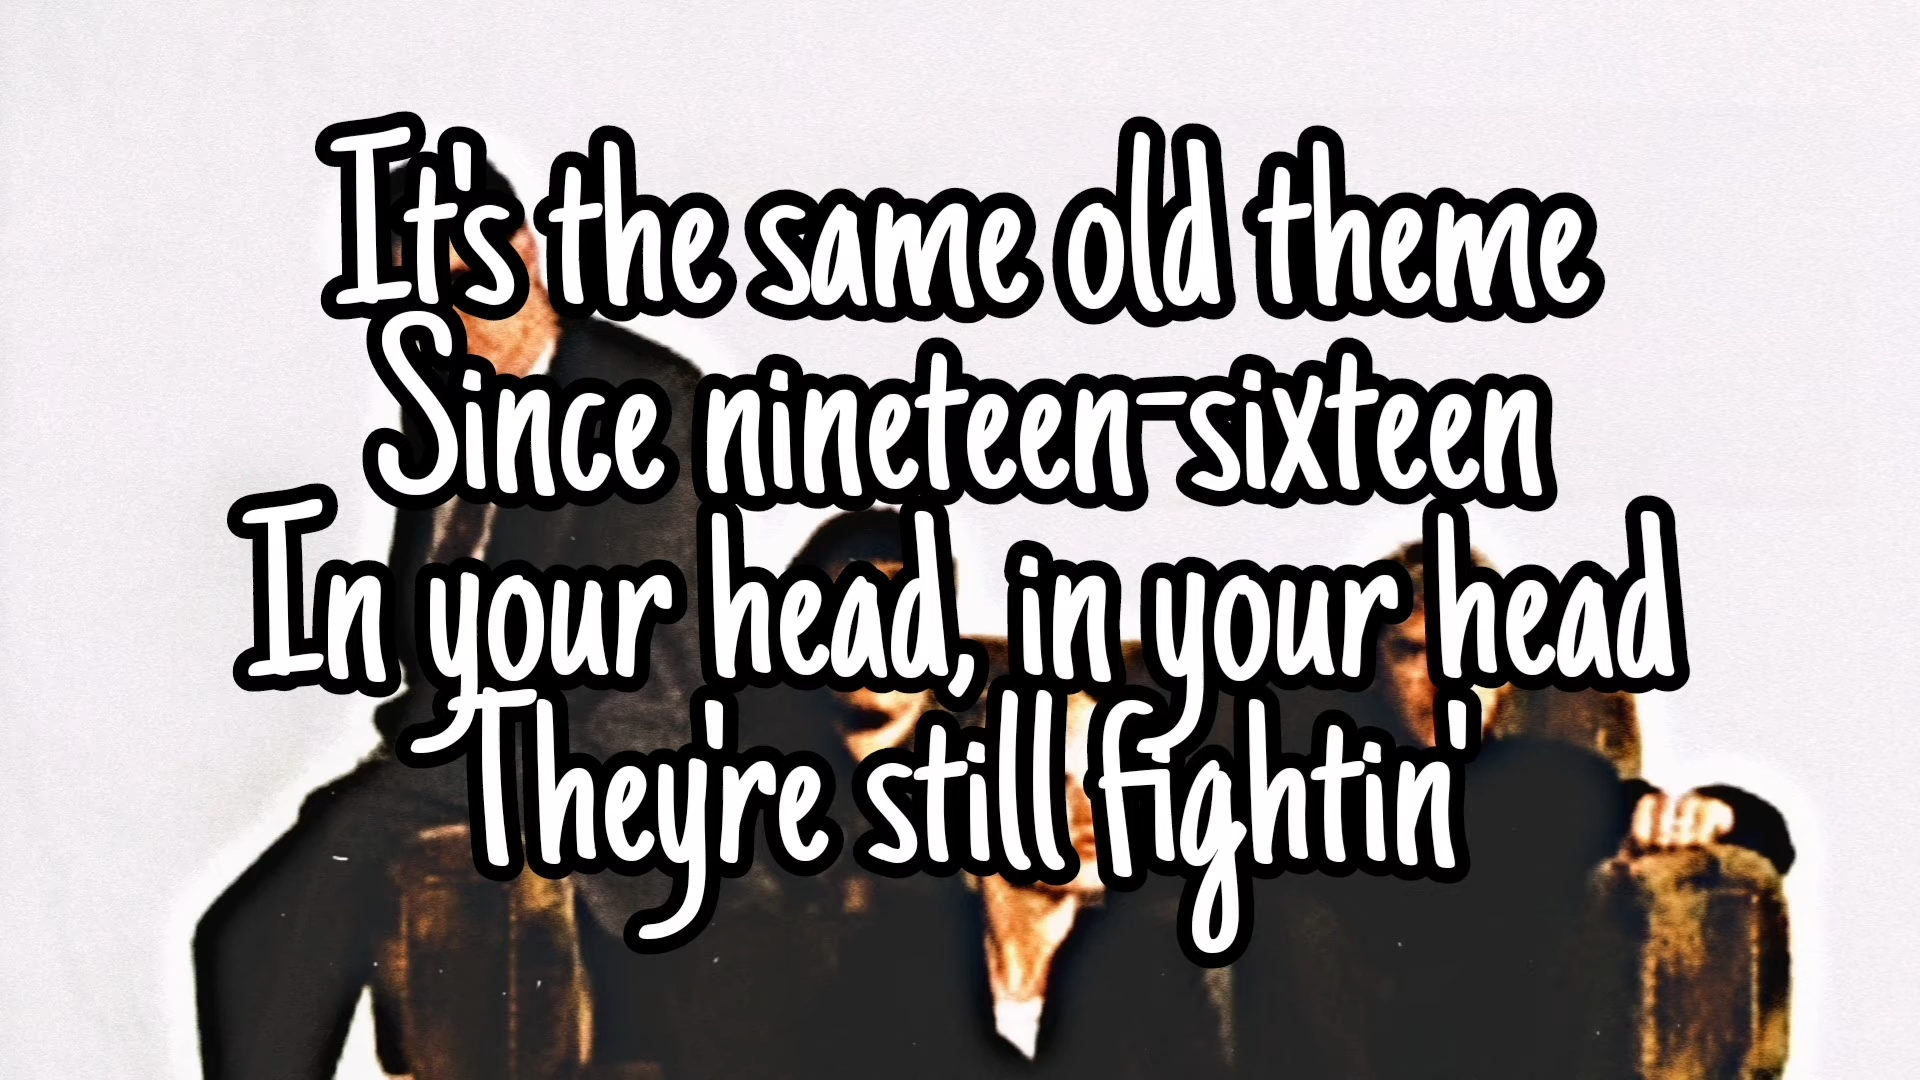 It's the same old theme
Since nineteen-sixteen
In your head, in your head
They're still fightin'